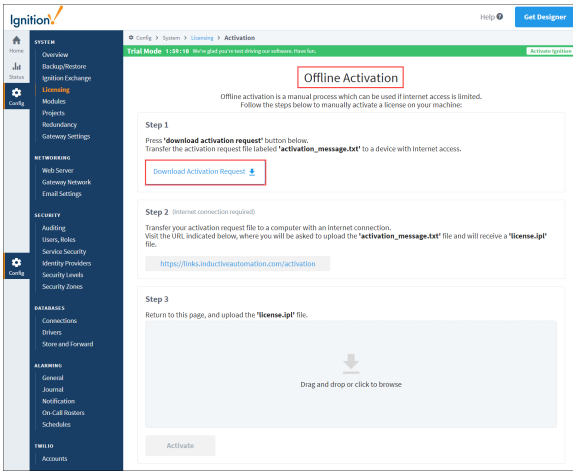 Ignition!
Help
Get Designer
Home
Status
Config
Config
SYSTEM
Overview
Backup/Restore
Ignition Exchange
Licensing
Modules
Projects
Redundancy
Gateway Settings
NETWORKING
Web Server
Gateway Network
Email Settings
SECURITY
Auditing
Users, Roles
Service Security
Identity Providers
Security Levels
Security Zones
DATABASES
Connections
Drivers
Store and Forward
ALARMING
General
Journal
Notification
On-Call Rosters
Schedules
TWILIO
Accounts
Config > System > Licensing > Activation
Trial Mode 1:59:10 We're glad you're test driving our software. Have fun.
Activate Ignition
Offline Activation
Offline activation is a manual process which can be used if internet access is limited.
Follow the steps below to manually activate a license on your machine:
Step 1
Press 'download activation request' button below.
Transfer the activation request file labeled 'activation_message.txt' to a device with Internet access.
Download Activation Request
Step 2 (Internet connection required)
Transfer your activation request file to a computer with an internet connection.
Visit the URL indicated below, where you will be asked to upload the 'activation_message.txt' file and will receive a 'license.ipl'
file.
https://links.inductiveautomation.com/activation
Step 3
Return to this page, and upload the 'license.ipl' file.
Drag and drop or click to browse
Activate